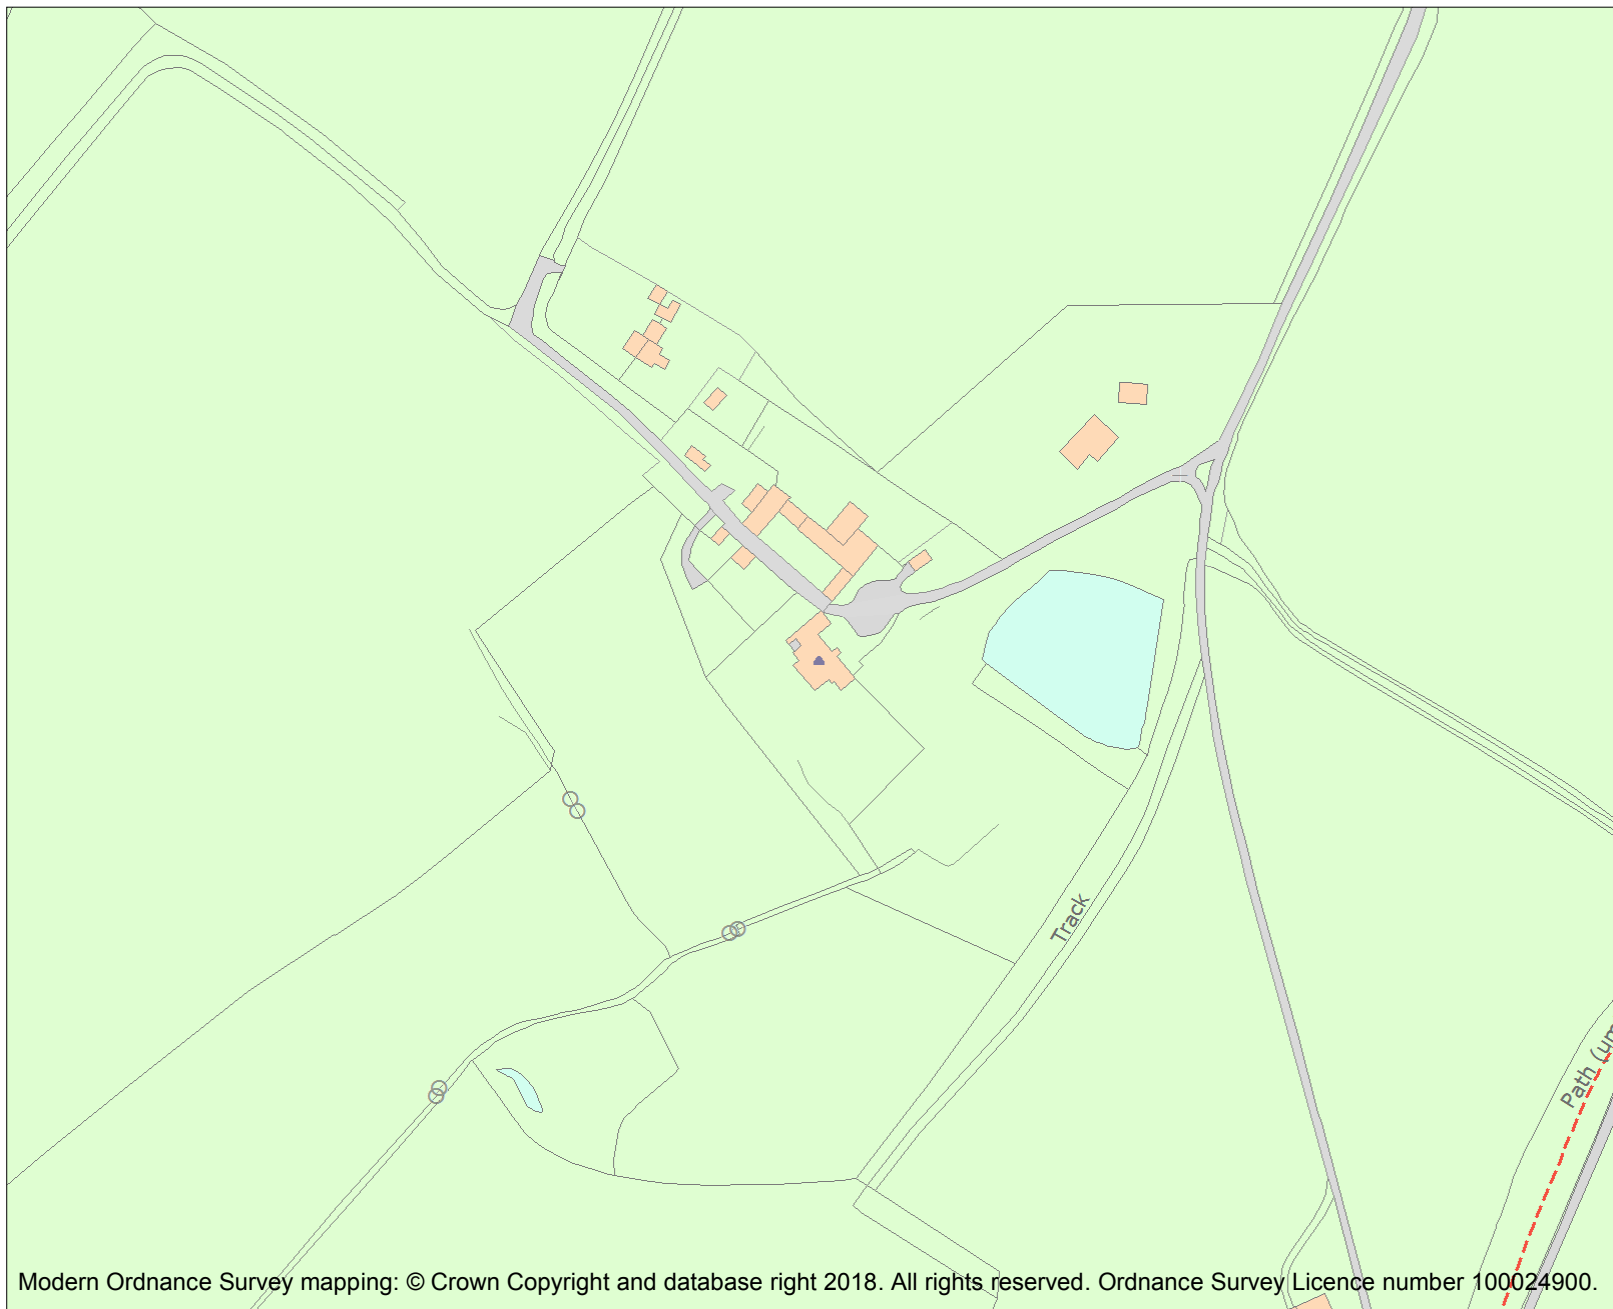 Track
Path (um
Modern Ordnance Survey mapping: © Crown Copyright and database right 2018. All rights reserved. Ordnance Survey Licence number 100024900.